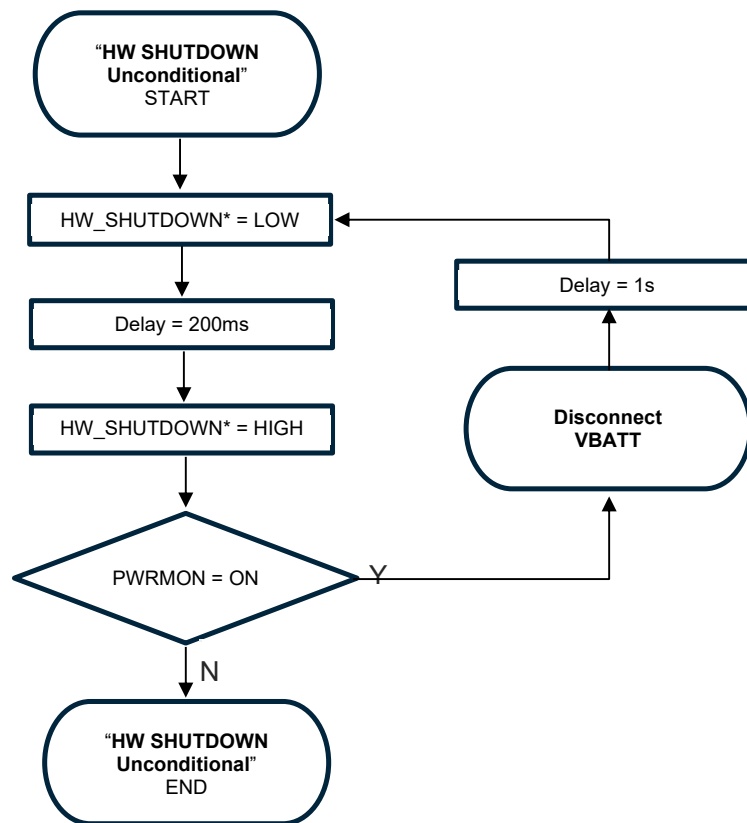 “HW SHUTDOWN
Unconditional”
START
HW_SHUTDOWN* = LOW
Delay = 1s
Delay = 200ms
Disconnect
VBATT
HW_SHUTDOWN* = HIGH
PWRMON = ON
Y
N
“HW SHUTDOWN
Unconditional”
END